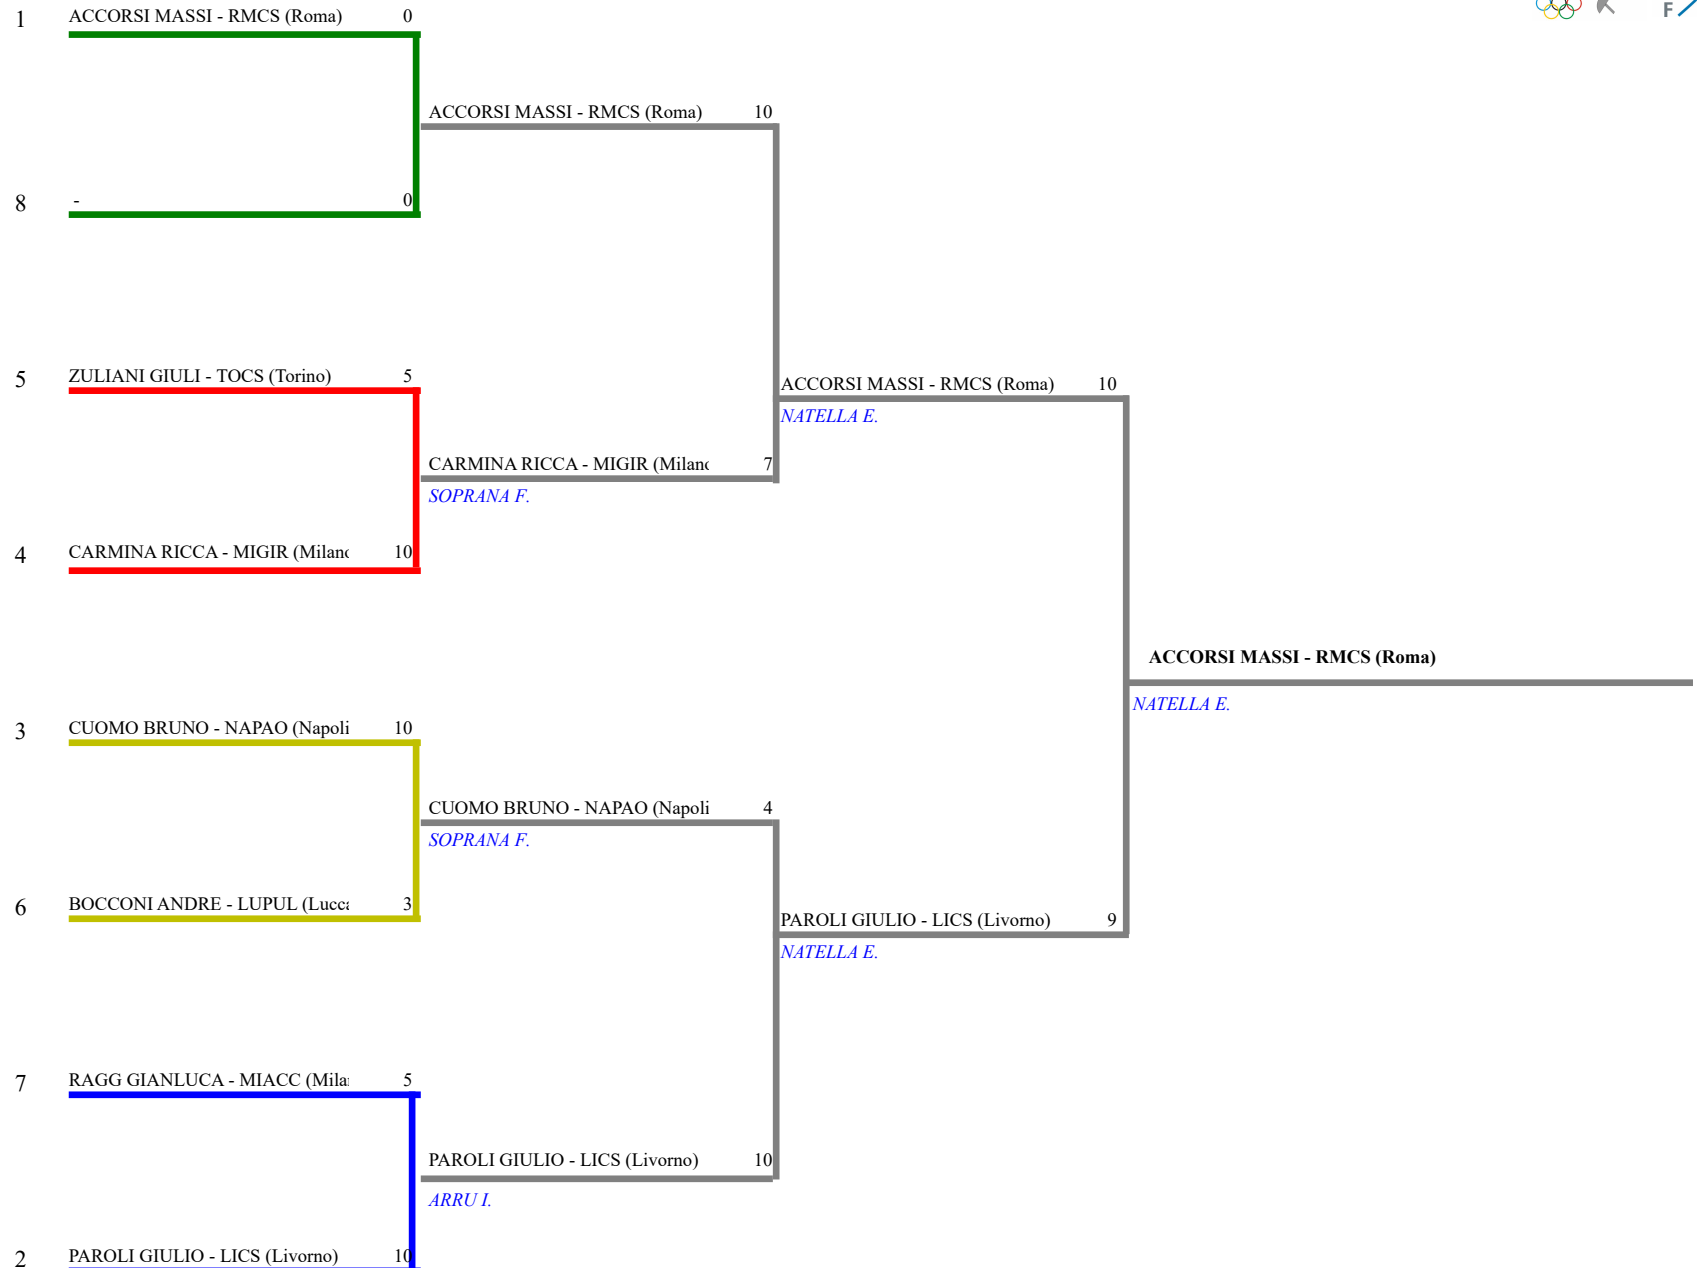 1 ACCORSI MASSI - RMCS (Roma) 0
F
ACCORSI MASSI - RMCS (Roma) 10
8 - 0
5 ZULIANI GIULI - TOCS (Torino) 5
ACCORSI MASSI - RMCS (Roma) 10
NATELLA E.
CARMINA RICCA - MIGIR (Milano 7
SOPRANA F.
4 CARMINA RICCA - MIGIR (Milano 10
ACCORSI MASSI - RMCS (Roma)
NATELLA E.
3 CUOMO BRUNO - NAPAO (Napoli 10
CUOMO BRUNO - NAPAO (Napoli 4
SOPRANA F.
6 BOCCONI ANDRE - LUPUL (Lucca 3
PAROLI GIULIO - LICS (Livorno) 9
NATELLA E.
7 RAGG GIANLUCA - MIACC (Mila 5
PAROLI GIULIO - LICS (Livorno) 10
ARRU I.
2 PAROLI GIULIO - LICS (Livorno) 10